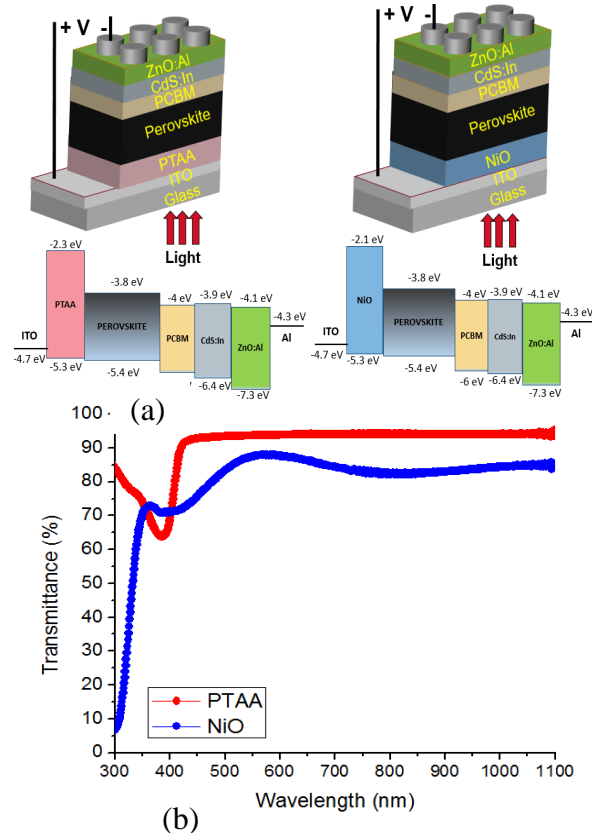 + V -
ZnO:Al
CdS:In
PCBM
Perovskite
PTAA
ITO
Glass
Light
+ V -
ZnO:Al
CdS:In
PCBM
Perovskite
NiO
ITO
Glass
Light
-2.3 eV
-3.8 eV
-4 eV
-3.9 eV
-4.1 eV
-4.3 eV
PTAA
PEROVSKITE
PCBM
CdS:In
ZnO:Al
Al
ITO
-4.7 eV
-5.3 eV
-5.4 eV
-6.4 eV
-7.3 eV
-2.1 eV
-3.8 eV
-4 eV
-3.9 eV
-4.1 eV
-4.3 eV
NiO
PEROVSKITE
PCBM
CdS:In
ZnO:Al
Al
ITO
-4.7 eV
-5.3 eV
-5.4 eV
-6 eV
-6.4 eV
-7.3 eV
(a)
100
90
80
70
60
50
40
30
20
10
0
Transmittance (%)
PTAA
NiO
300 400 500 600 700 800 900 1000 1100
Wavelength (nm)
(b)